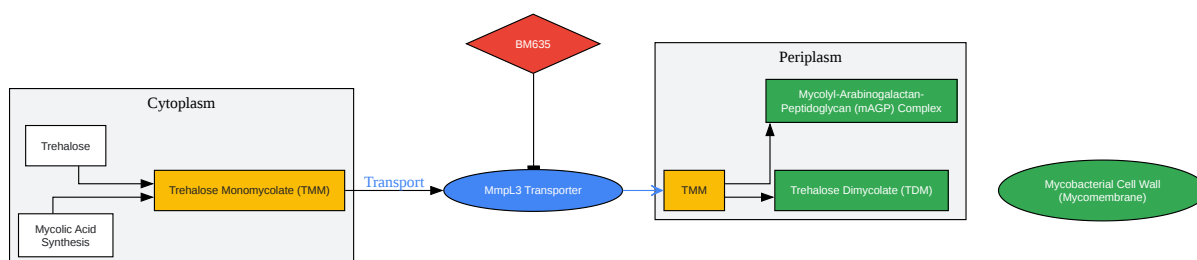 BM635
Periplasm
Cytoplasm
Mycolyl-Arabinogalactan-
Peptidoglycan (mAGP) Complex
Trehalose
Trehalose Monomycolate (TMM)
Transport
MmpL3 Transporter
TMM
Trehalose Dimycolate (TDM)
Mycobacterial Cell Wall
(Mycomembrane)
Mycolic Acid
Synthesis